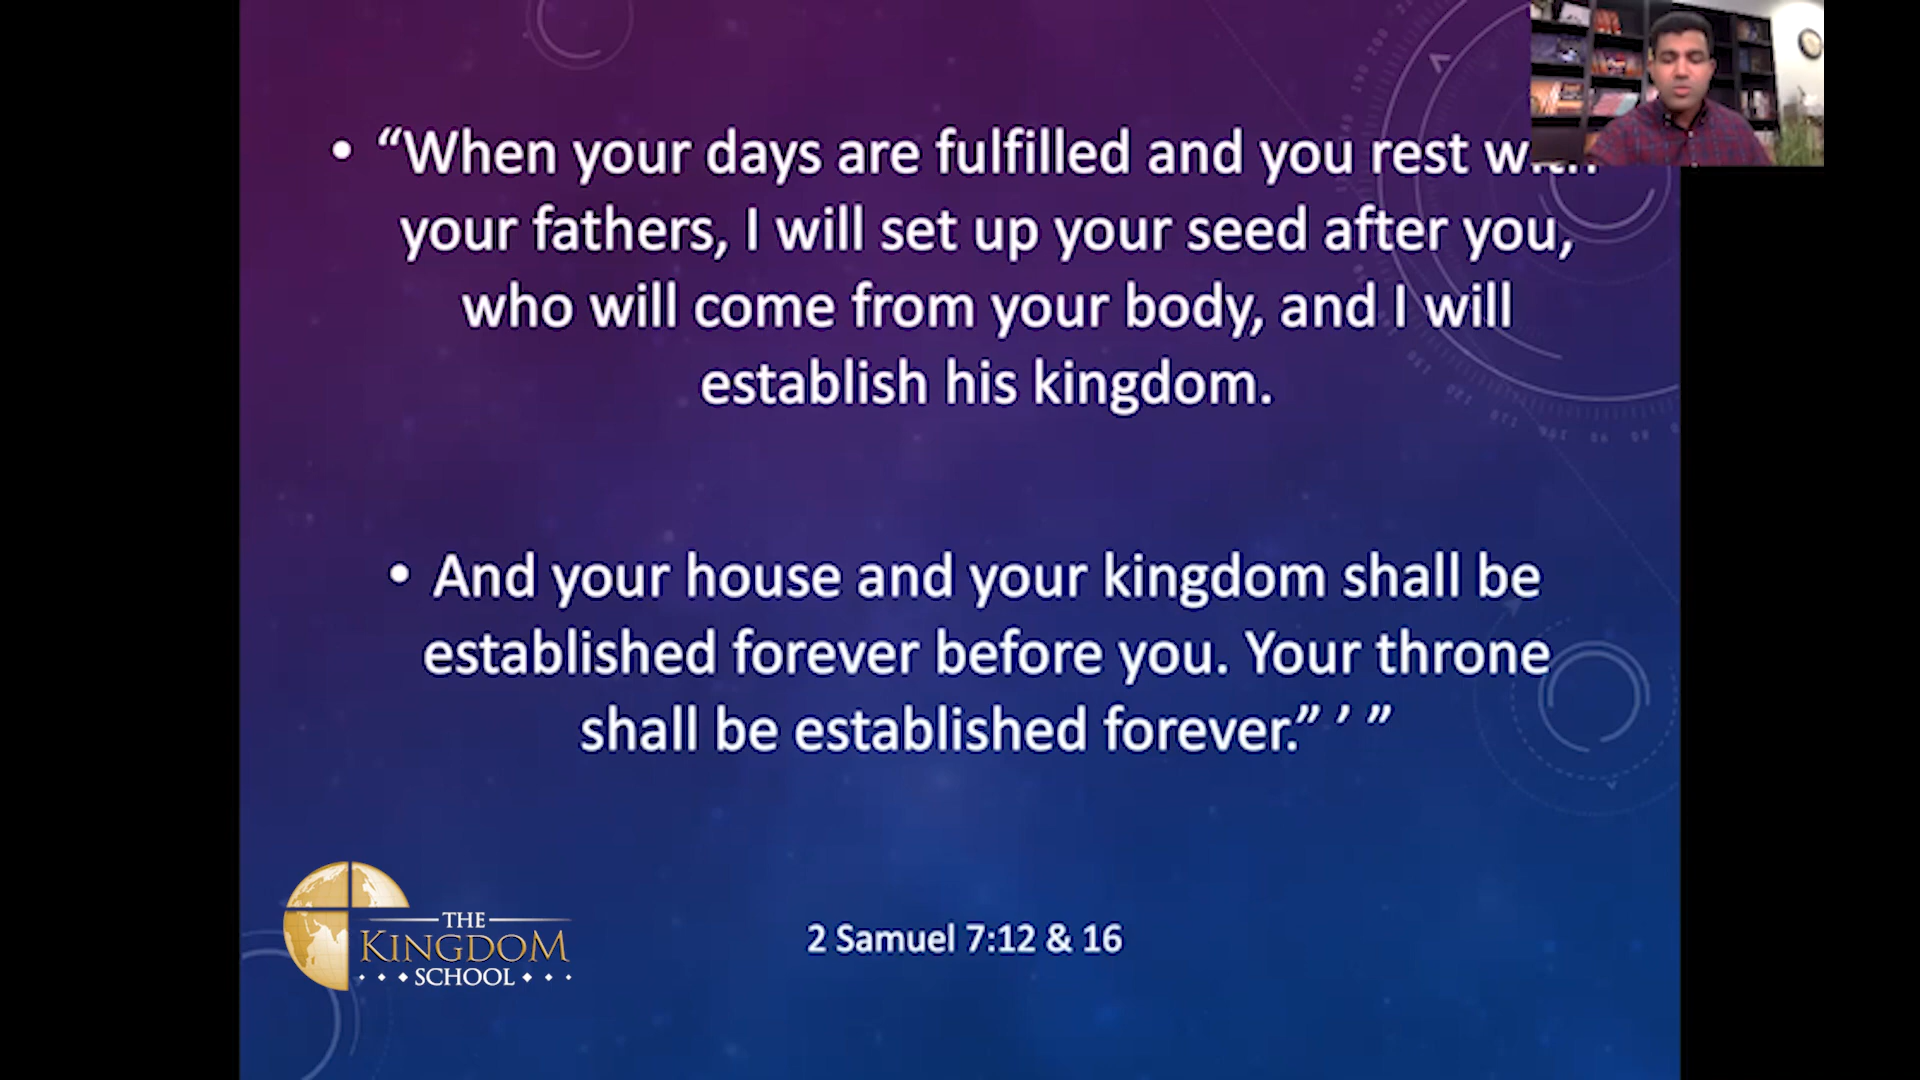 • “When your days are fulfilled and you rest with
your fathers, I will set up your seed after you,
who will come from your body, and I will
establish his kingdom.
• And your house and your kingdom shall be
established forever before you. Your throne
shall be established forever.” ’ ”
THE
KINGDOM
SCHOOL
2 Samuel 7:12 & 16